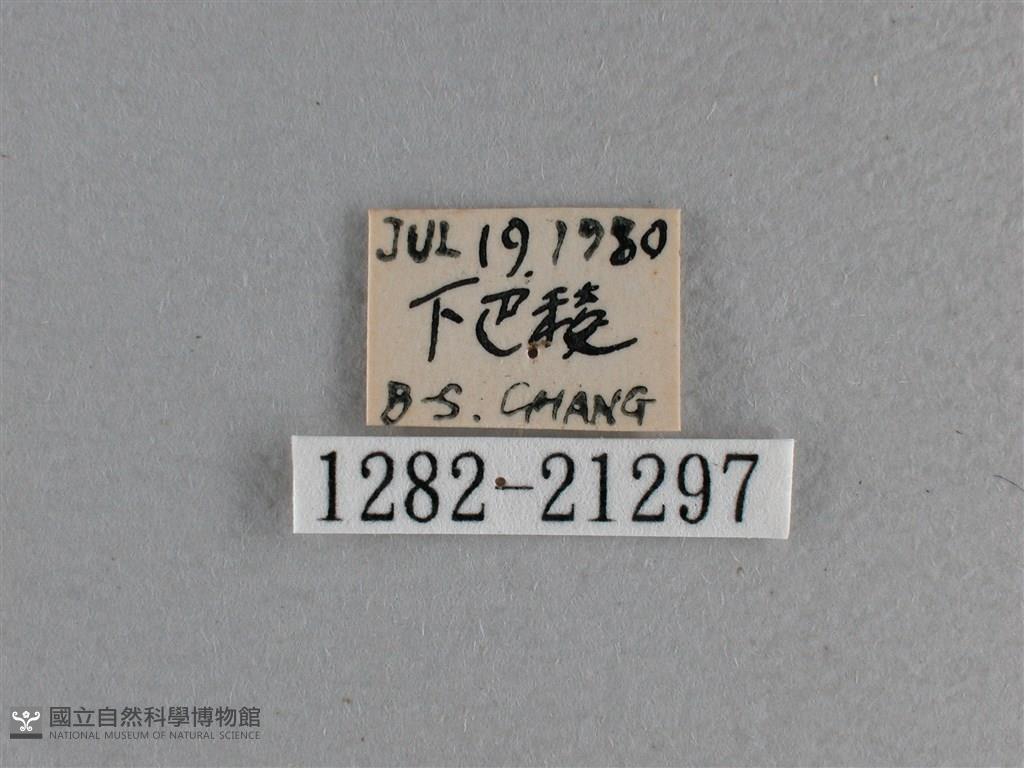 JUL 19.1980
下巴稜
B-S. CHANG
1282-21297
國立自然科學博物館
NATIONAL MUSEUM OF NATURAL SCIENCE